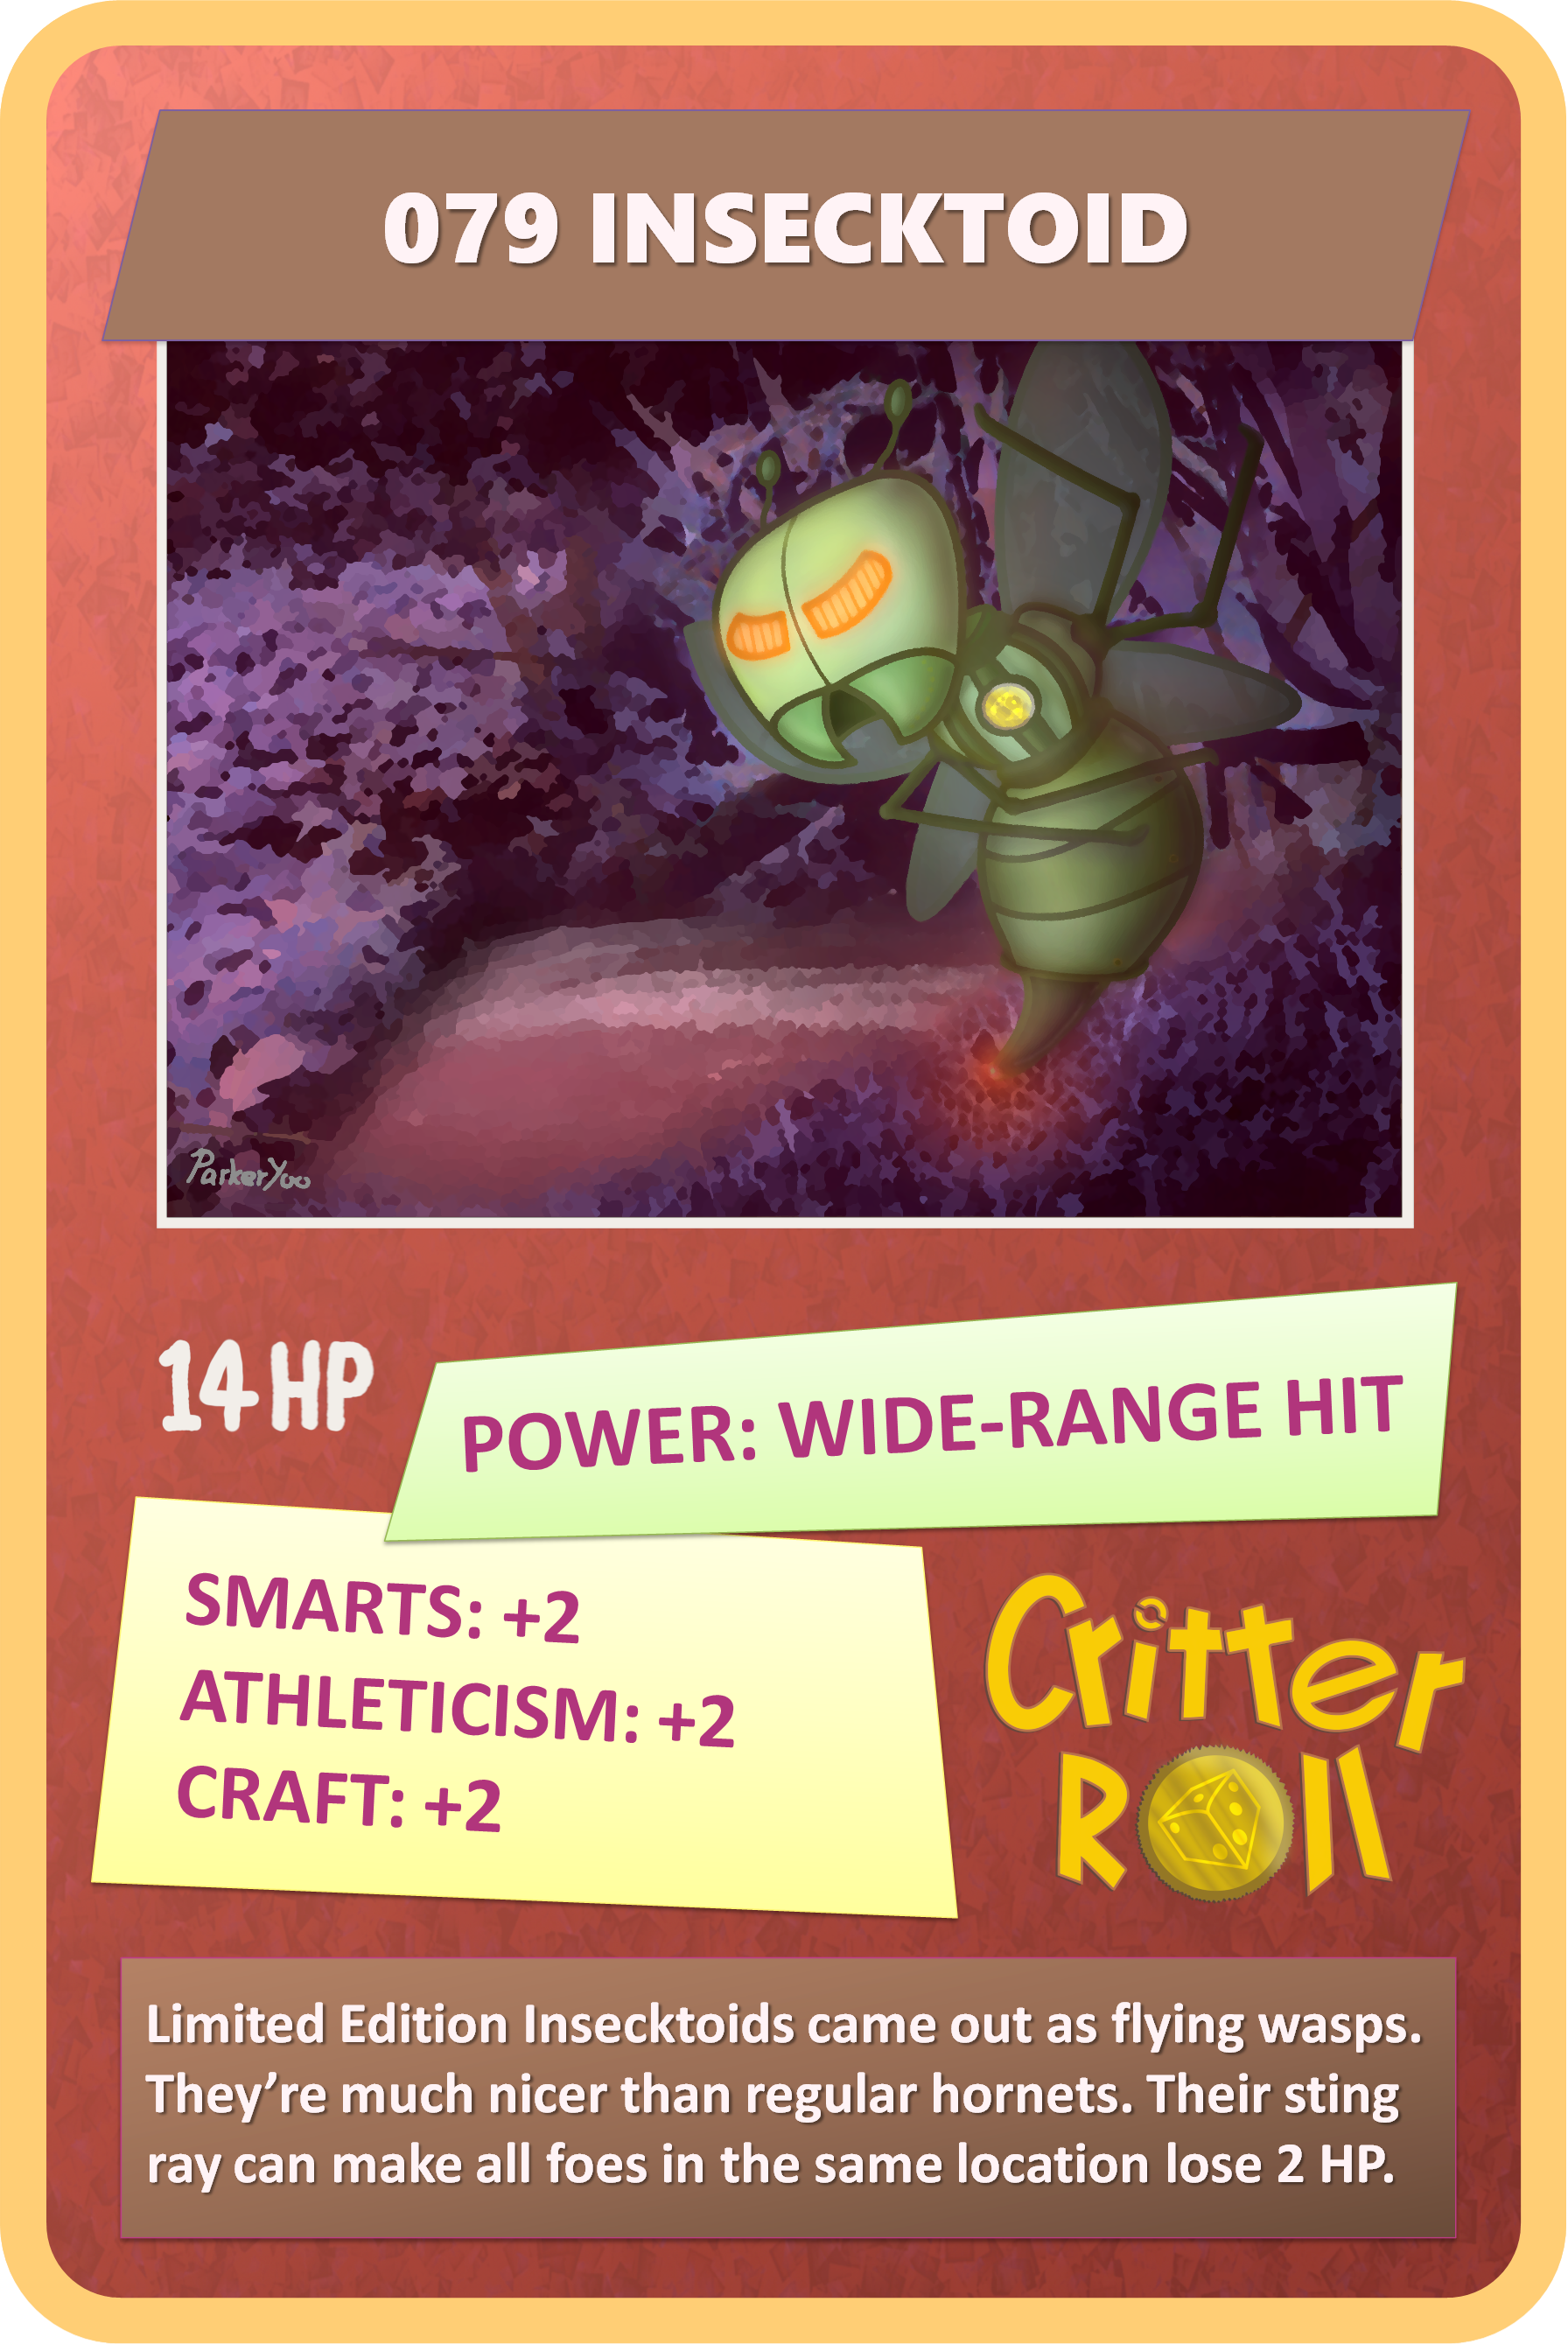 079 INSECKTOID
ParkerYoo
14 HP
POWER: WIDE-RANGE HIT
SMARTS: +2
ATHLETICISM: +2
CRAFT: +2
Critter
Roll
Limited Edition Insecktoids came out as flying wasps.
They’re much nicer than regular hornets. Their sting
ray can make all foes in the same location lose 2 HP.